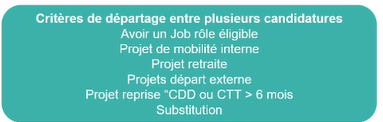 Critères de départage entre plusieurs candidatures
Avoir un Job rôle éligible
Projet de mobilité interne
Projet retraite
Projets départ externe
Projet reprise “CDD ou CTT > 6 mois
Substitution